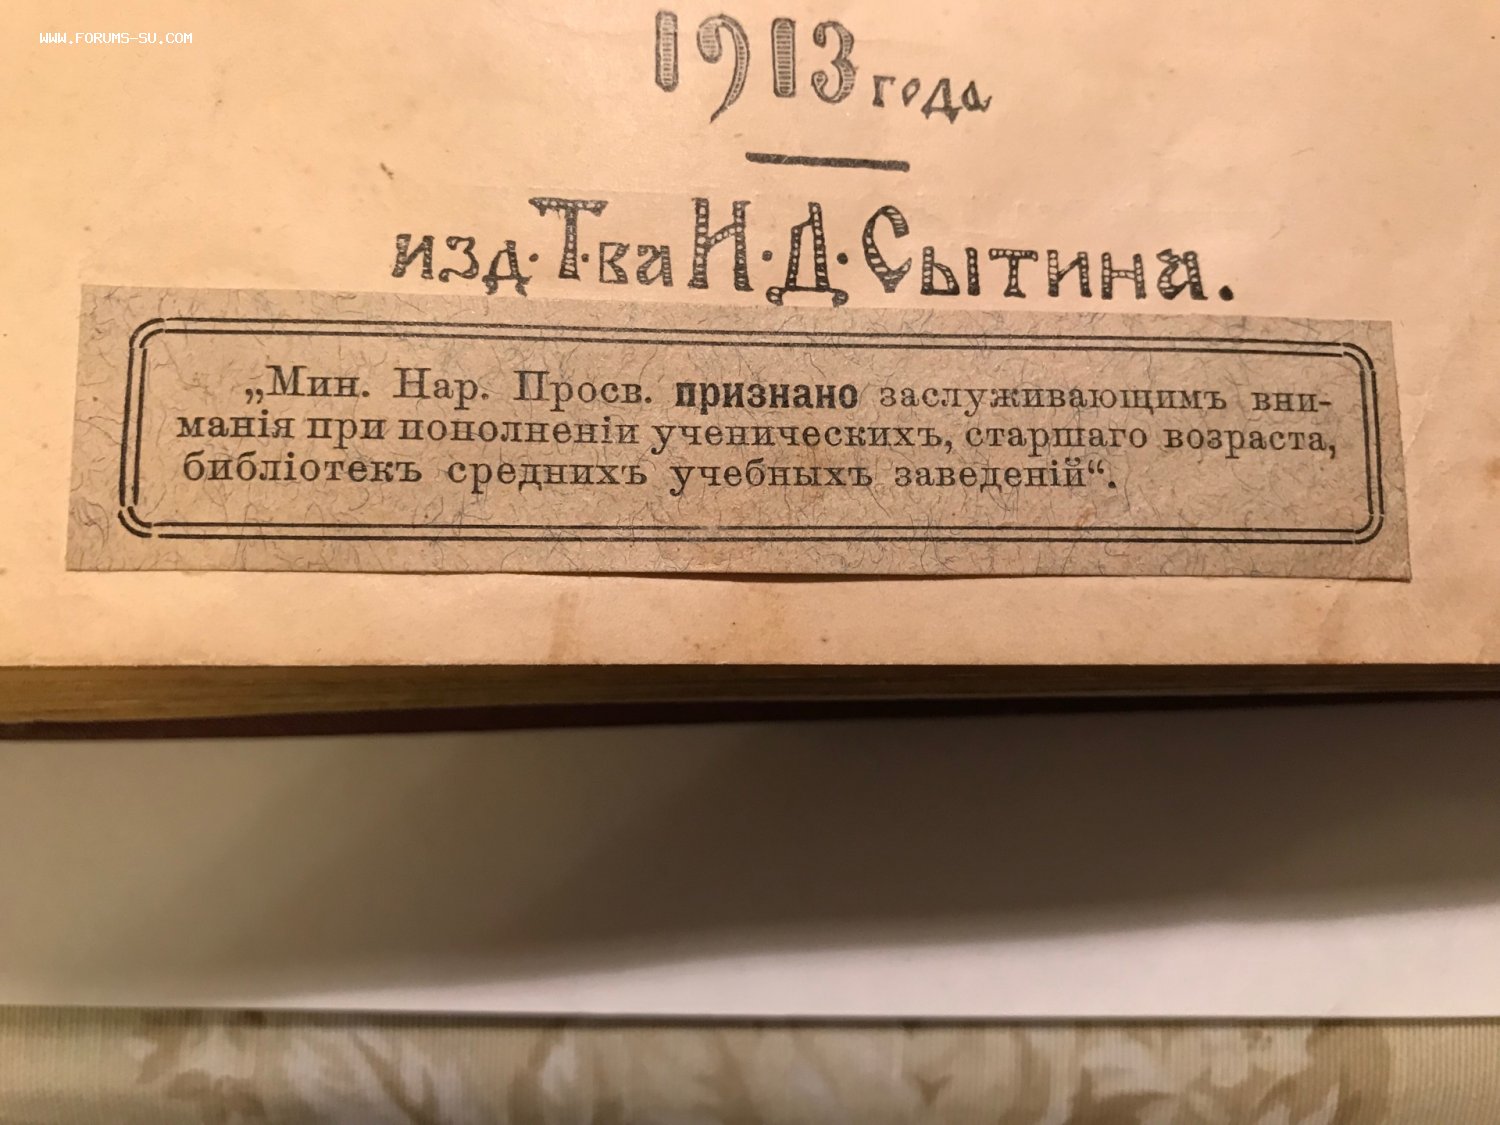 WWW.FORUMS-SU.COM
1913 года
изд. Т-ва И. Д. Сытина.
„Мин. Нар. Просв. признано заслуживающимъ вни-
манія при пополненіи ученическихъ, старшаго возраста,
библіотекъ среднихъ учебныхъ заведеній“.